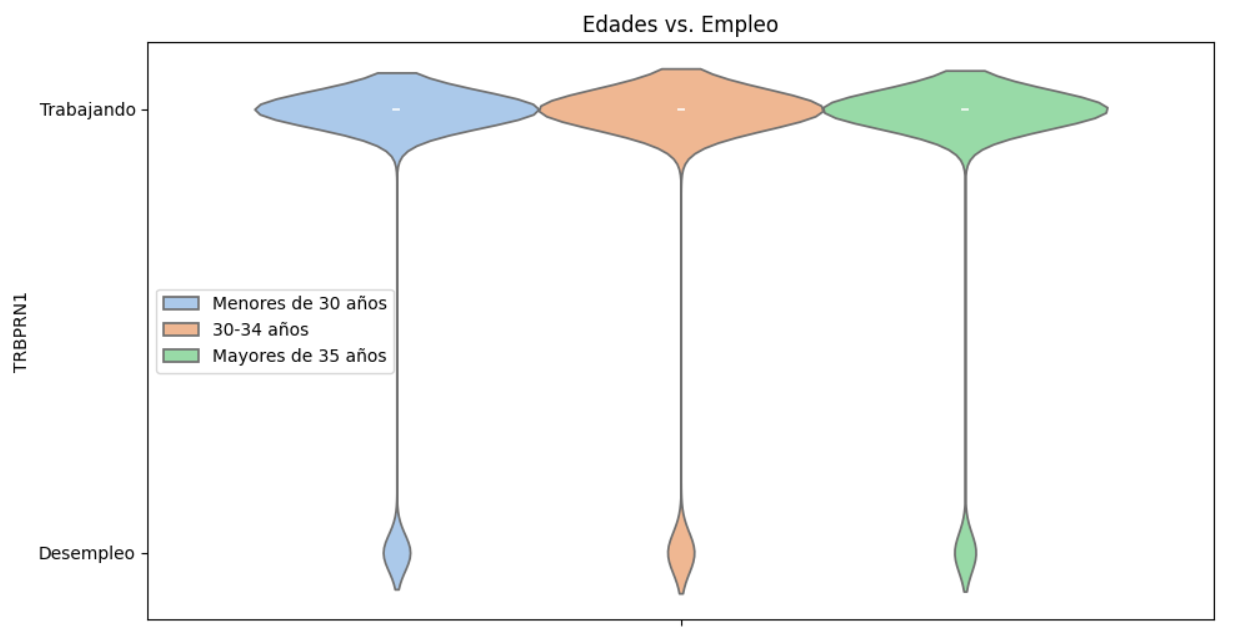 Edades vs. Empleo
Trabajando
TRBPRN1
Menores de 30 años
30-34 años
Mayores de 35 años
Desempleo